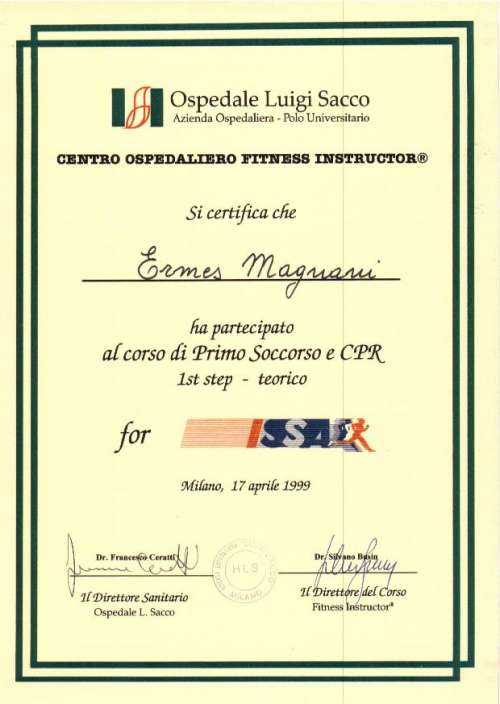 Ospedale Luigi Sacco
Azienda Ospedaliera - Polo Universitario
CENTRO OSPEDALIERO FITNESS INSTRUCTOR®
Si certifica che
Ermes Magnani
ha partecipato
al corso di Primo Soccorso e CPR
1st step - teorico
for ISSA
Milano, 17 aprile 1999
Dr. Francesco Ceratti
Dr. Silvano Busin
HLS
MILANO
Il Direttore Sanitario
Ospedale L. Sacco
Il Direttore del Corso
Fitness Instructor®